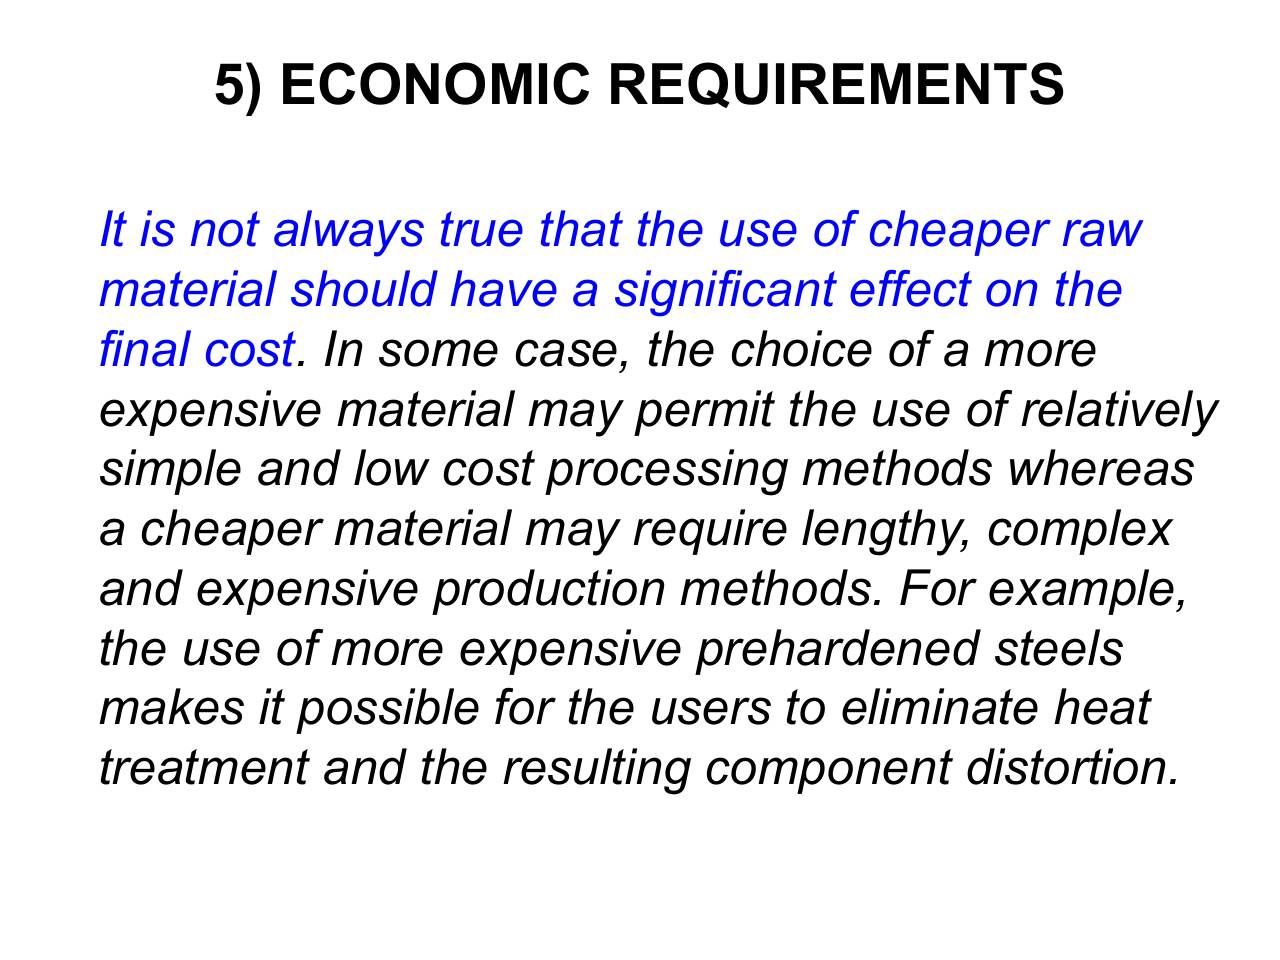 5) ECONOMIC REQUIREMENTS
It is not always true that the use of cheaper raw
material should have a significant effect on the
final cost. In some case, the choice of a more
expensive material may permit the use of relatively
simple and low cost processing methods whereas
a cheaper material may require lengthy, complex
and expensive production methods. For example,
the use of more expensive prehardened steels
makes it possible for the users to eliminate heat
treatment and the resulting component distortion.